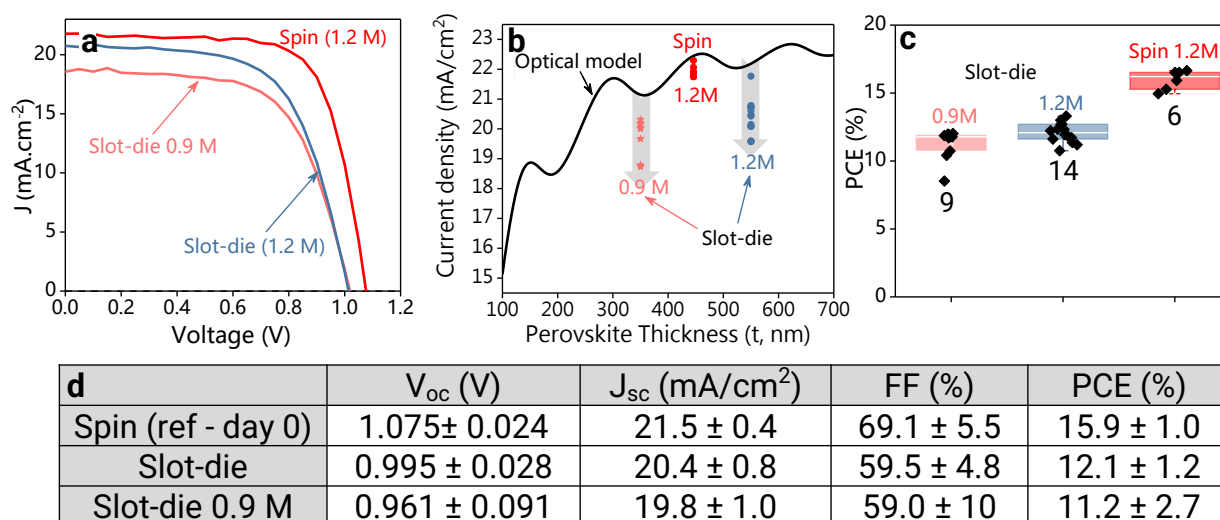 a
Spin (1.2 M)
Slot-die 0.9 M
Slot-die (1.2 M)
J (mA.cm-2)
20
15
10
5
0
0.0 0.2 0.4 0.6 0.8 1.0 1.2
Voltage (V)
b
Spin
Optical model
1.2M
1.2M
0.9 M
Slot-die
Current density (mA/cm2)
23
22
21
20
19
18
17
16
15
100 200 300 400 500 600 700
Perovskite Thickness (t, nm)
c
Spin 1.2M
Slot-die
1.2M
0.9M
6
14
9
PCE (%)
20
15
10
5
0
d Voc (V) Jsc (mA/cm2) FF (%) PCE (%)
Spin (ref - day 0) 1.075± 0.024 21.5 ± 0.4 69.1 ± 5.5 15.9 ± 1.0
Slot-die 0.995 ± 0.028 20.4 ± 0.8 59.5 ± 4.8 12.1 ± 1.2
Slot-die 0.9 M 0.961 ± 0.091 19.8 ± 1.0 59.0 ± 10 11.2 ± 2.7